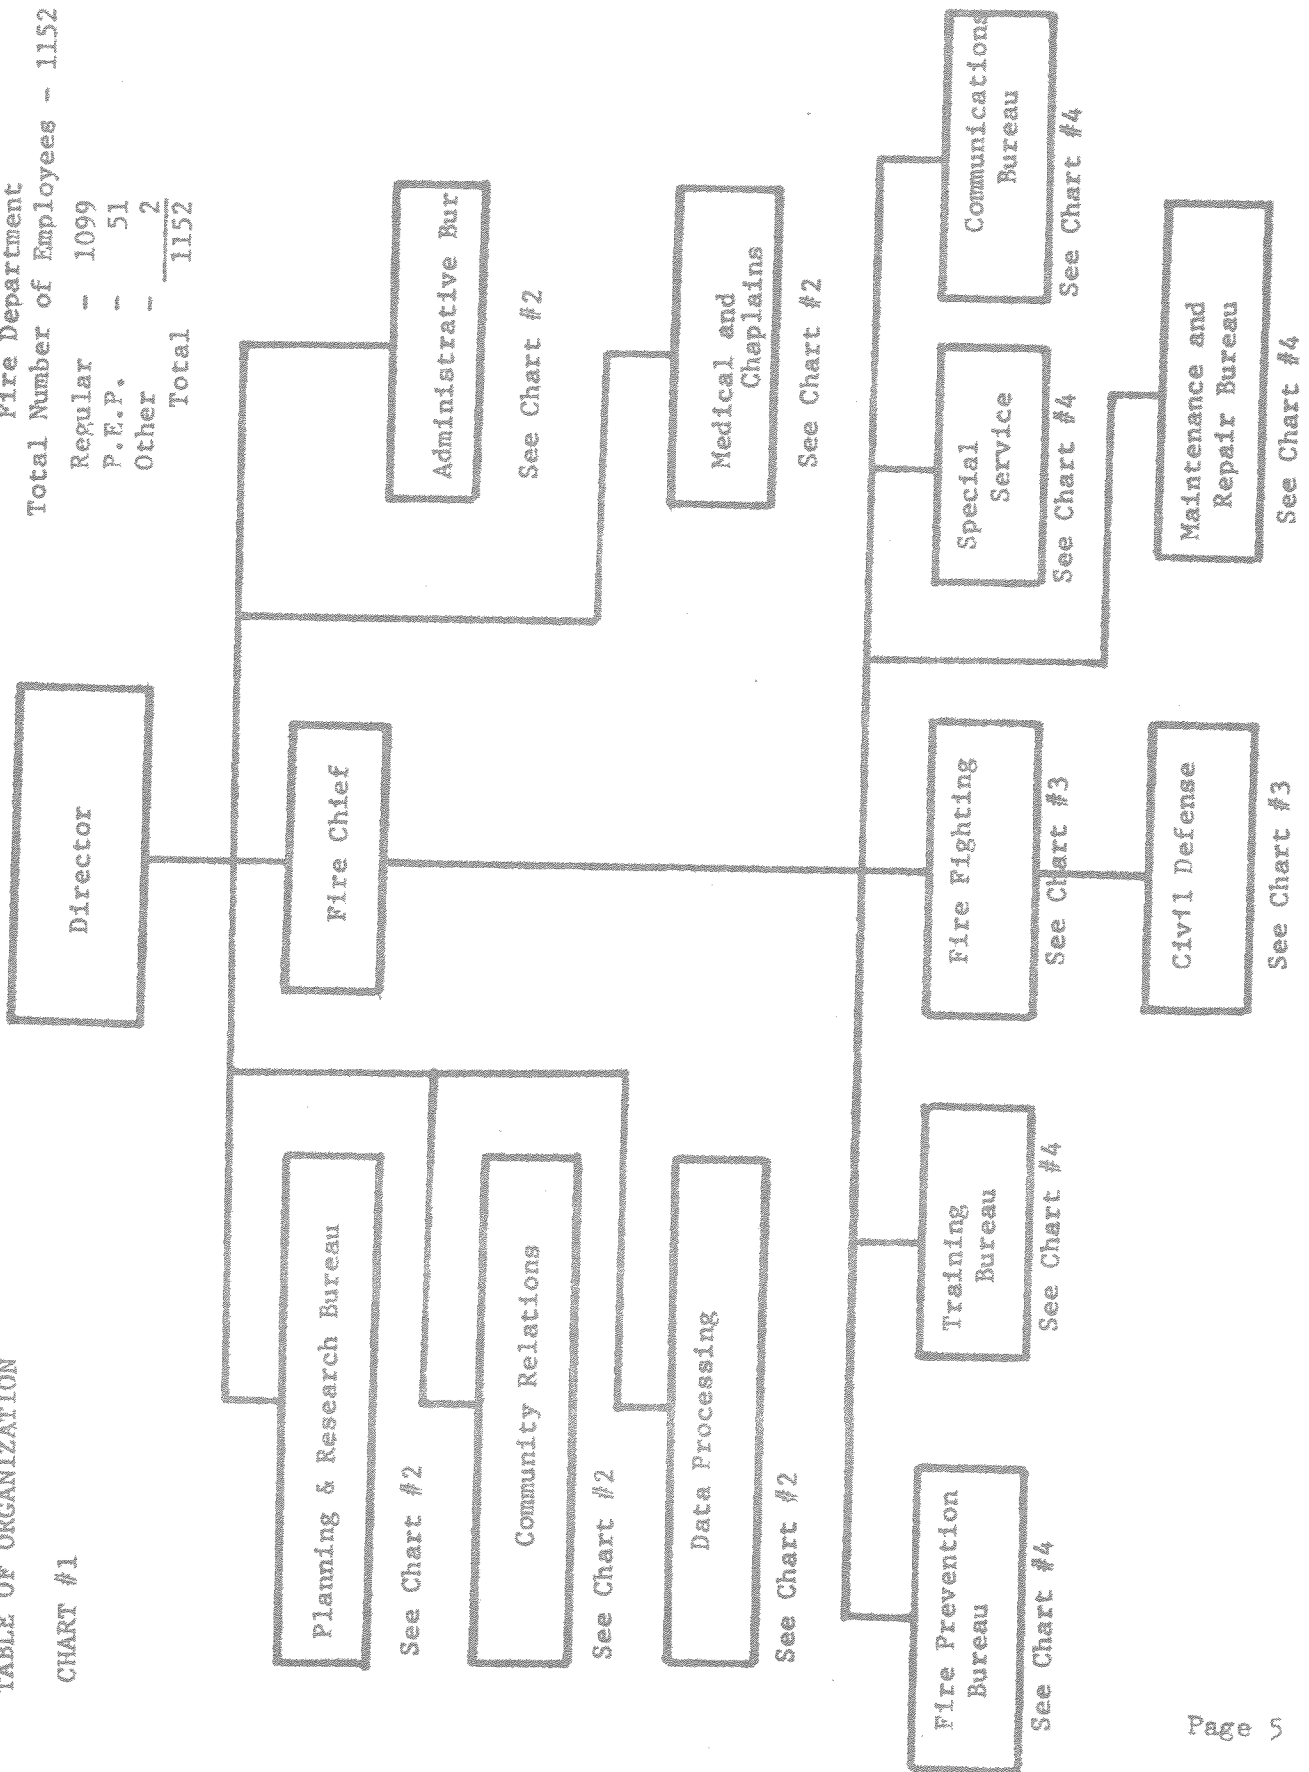 TABLE OF ORGANIZATION
CHART #1
Fire Department
Total Number of Employees - 1152
Regular - 1099
P.E.P. - 51
Other - 2
Total 1152
Director
Fire Chief
Planning & Research Bureau
See Chart #2
Community Relations
See Chart #2
Data Processing
See Chart #2
Administrative Bur
See Chart #2
Medical and
Chaplains
See Chart #2
Fire Prevention
Bureau
See Chart #4
Training
Bureau
See Chart #4
Fire Fighting
See Chart #3
Civil Defense
See Chart #3
Special
Service
See Chart #4
Communications
Bureau
See Chart #4
Maintenance and
Repair Bureau
See Chart #4
Page 5